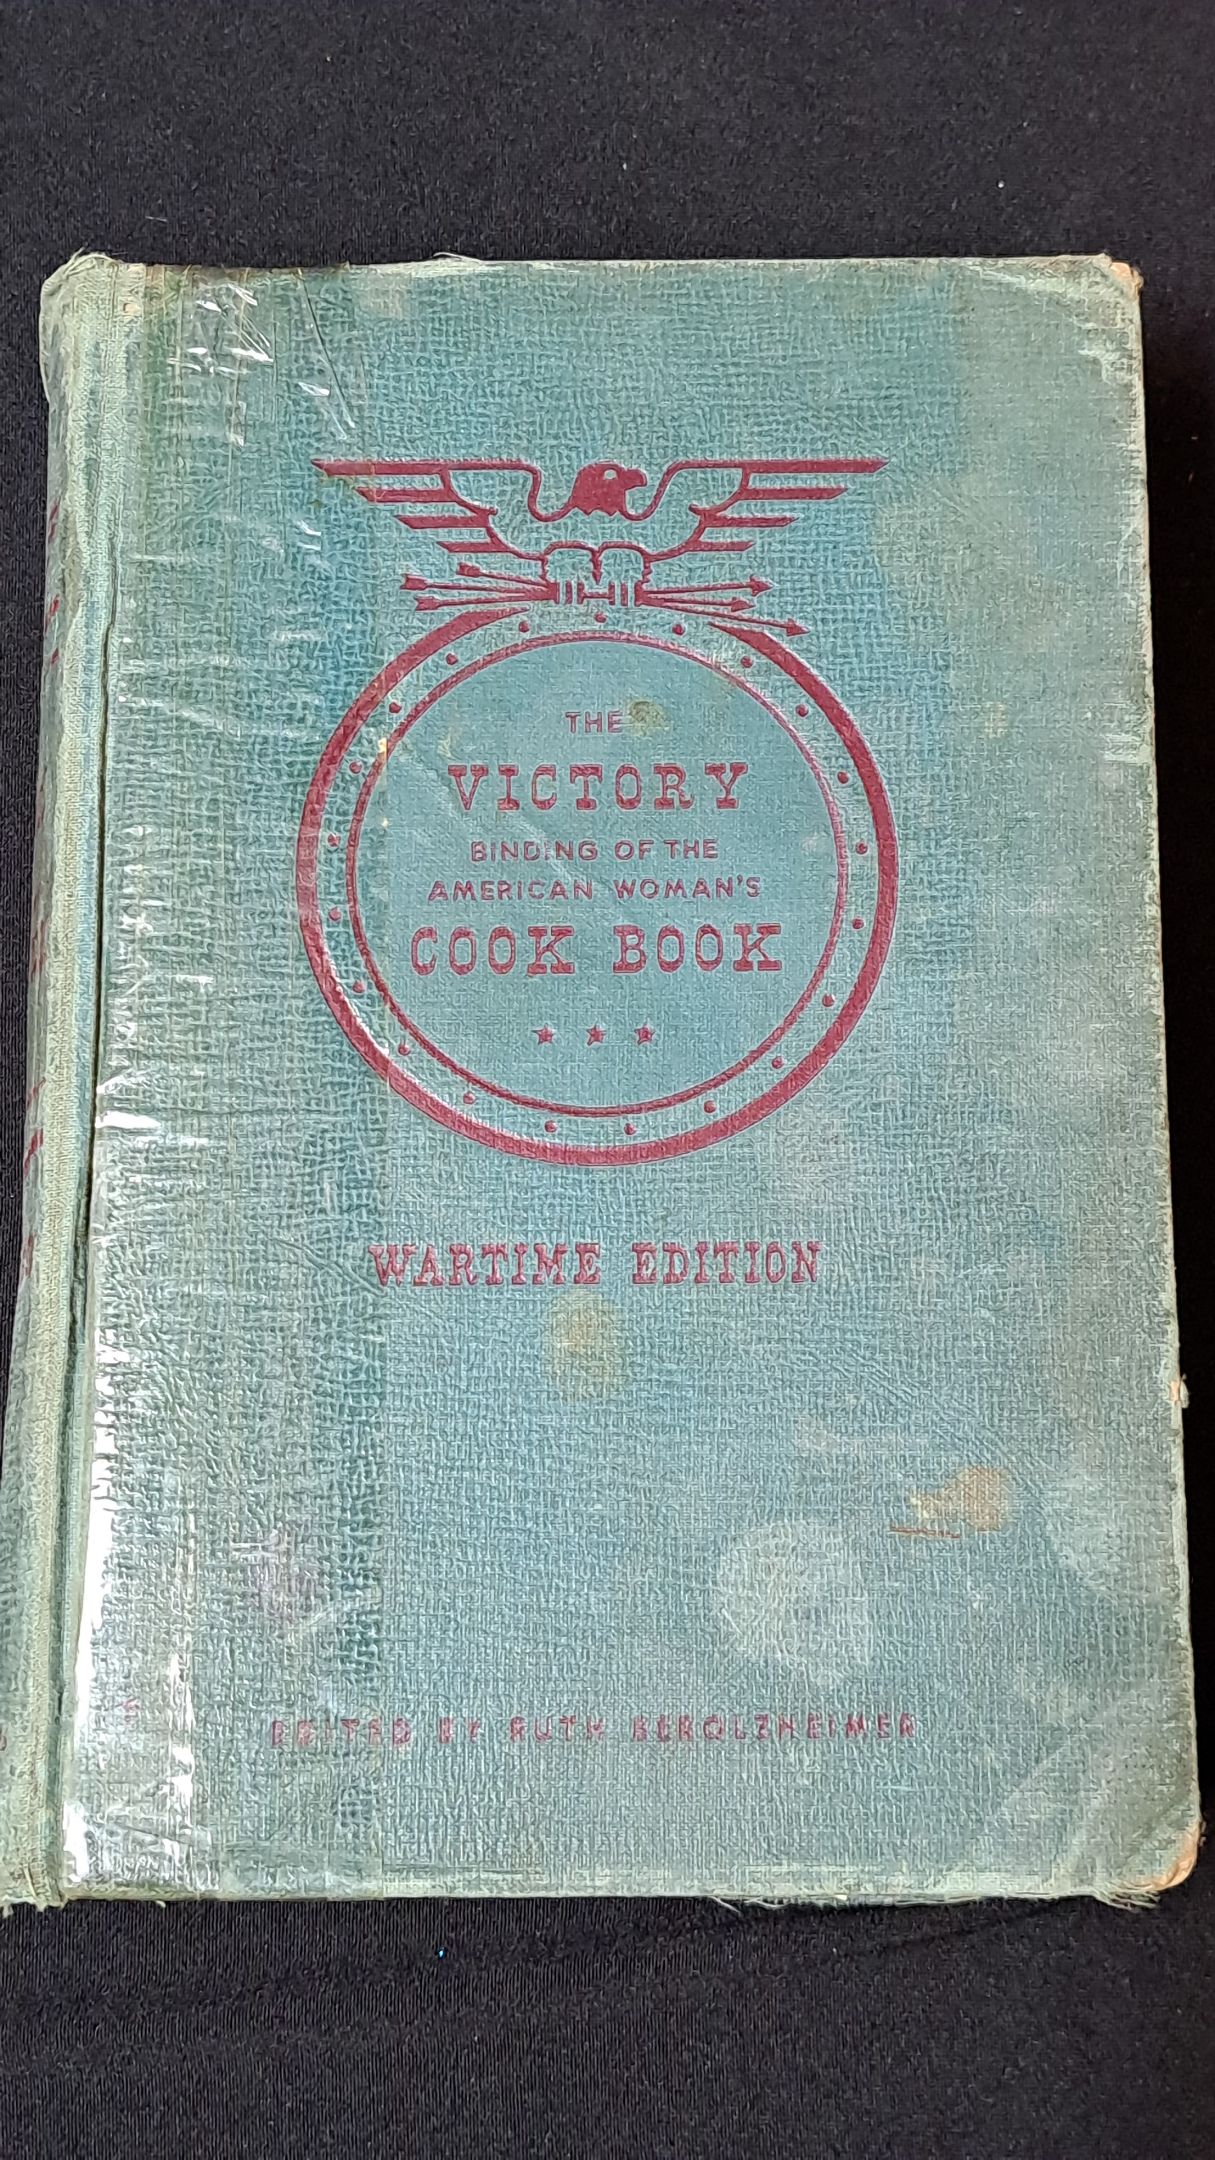 THE
VICTORY
BINDING OF THE
AMERICAN WOMAN'S
COOK BOOK
WARTIME EDITION
EDITED BY RUTH BEROLZHEIMER